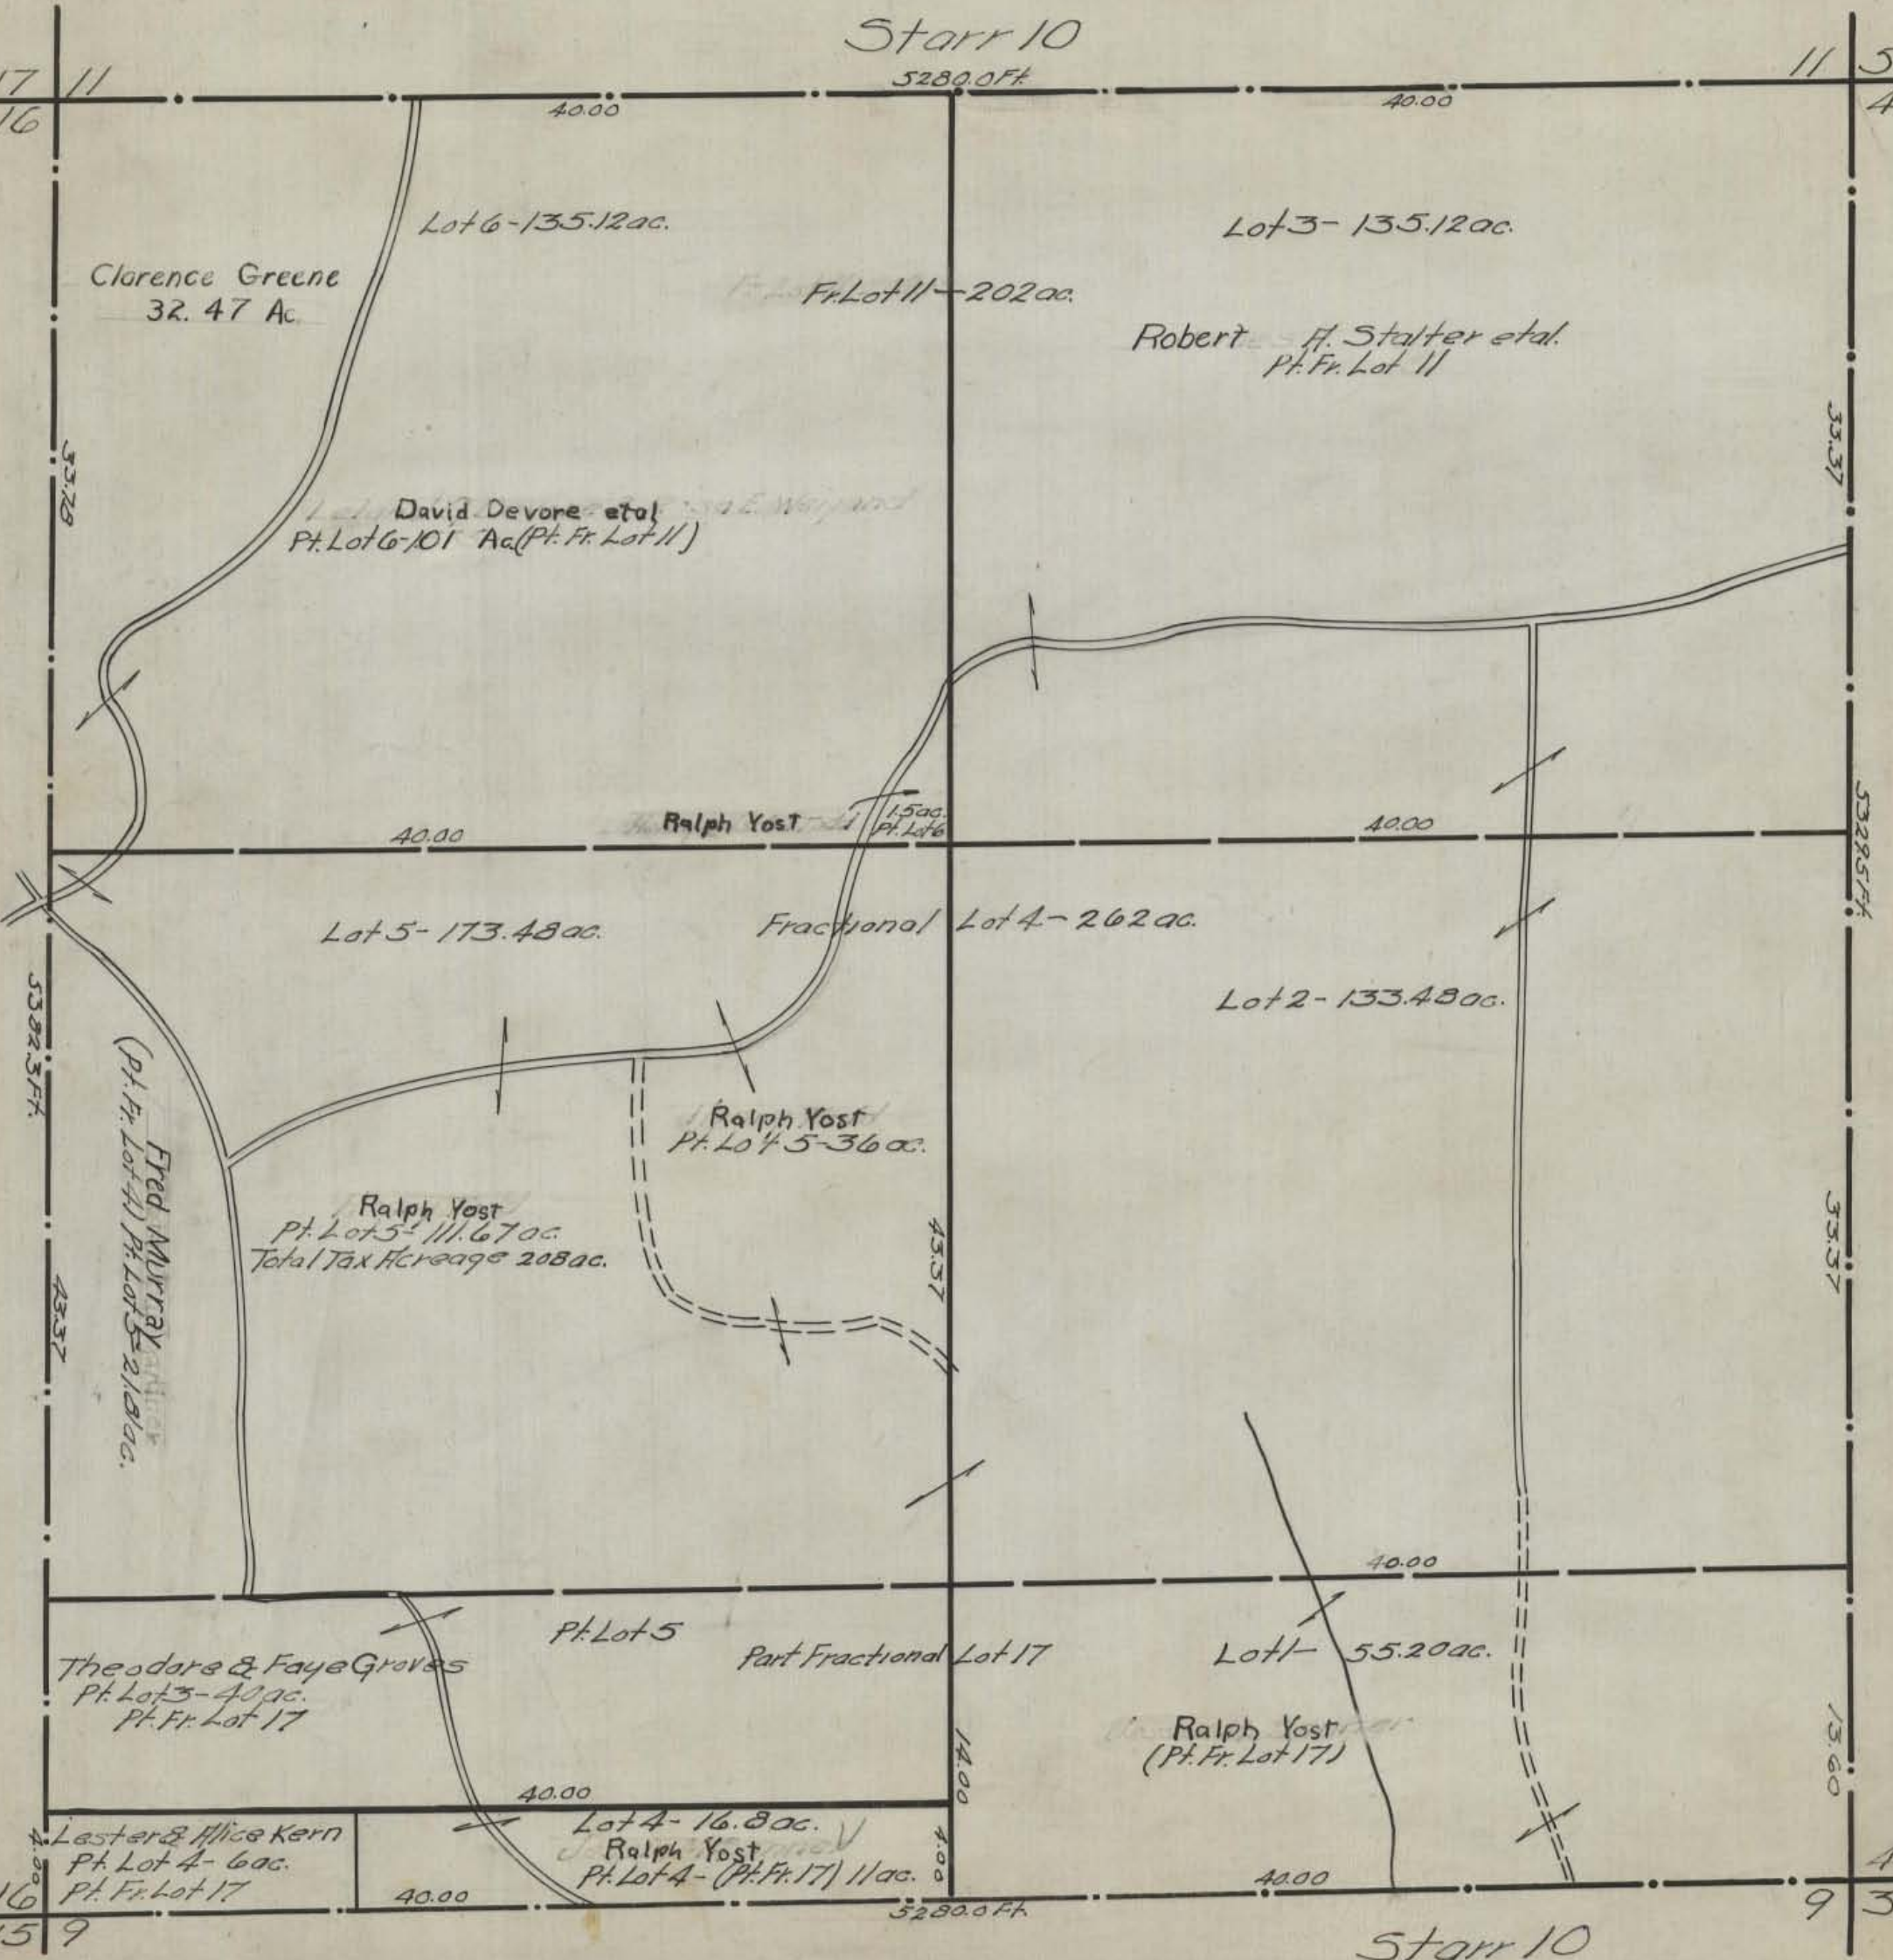 Starr 10
5280.0 Ft.
17 11
16
11 5
4
40.00
40.00
Lot 6-135.12 ac.
Lot 3- 135.12 ac.
Clarence Greene
32.47 Ac.
Fr. Lot 11-202 ac.
Robert A. Stalter etal.
Pt. Fr. Lot 11
33.78
33.37
David Devore etal
Pt. Lot 6-101 Ac. (Pt. Fr. Lot 11)
Ralph Yost
1.5 ac.
Pt. Lot 6
40.00
40.00
5329.5 Ft.
Lot 5-173.48 ac.
Fractional Lot 4-262 ac.
Lot 2-133.48 ac.
5382.3 Ft.
Fred Murray
(Pt. Fr. Lot 4) Pt. Lot 5-21.81 ac.
Ralph Yost
Pt. Lot 5-36 ac.
Ralph Yost
Pt. Lot 5-111.67 ac.
Total Tax Acreage 208 ac.
43.37
43.37
33.37
40.00
Pt. Lot 5
Part Fractional Lot 17
Lot 1- 55.20 ac.
Theodore & Faye Groves
Pt. Lot 3-40 ac.
Pt. Fr. Lot 17
Ralph Yost
(Pt. Fr. Lot 17)
14.00
13.60
40.00
Lester & Alice Kern
Pt. Lot 4- 6 ac.
Pt. Fr. Lot 17
4.00
Lot 4-16.8 ac.
Ralph Yost
Pt. Lot 4- (Pt. Fr. 17) 11 ac.
4.00
40.00
40.00
5280.0 Ft.
16
15 9
4
9 3
Starr 10